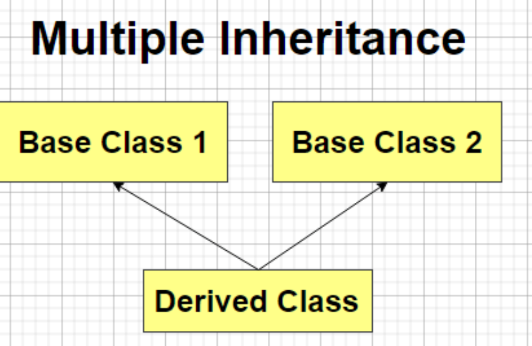 Multiple Inheritance
Base Class 1
Base Class 2
Derived Class